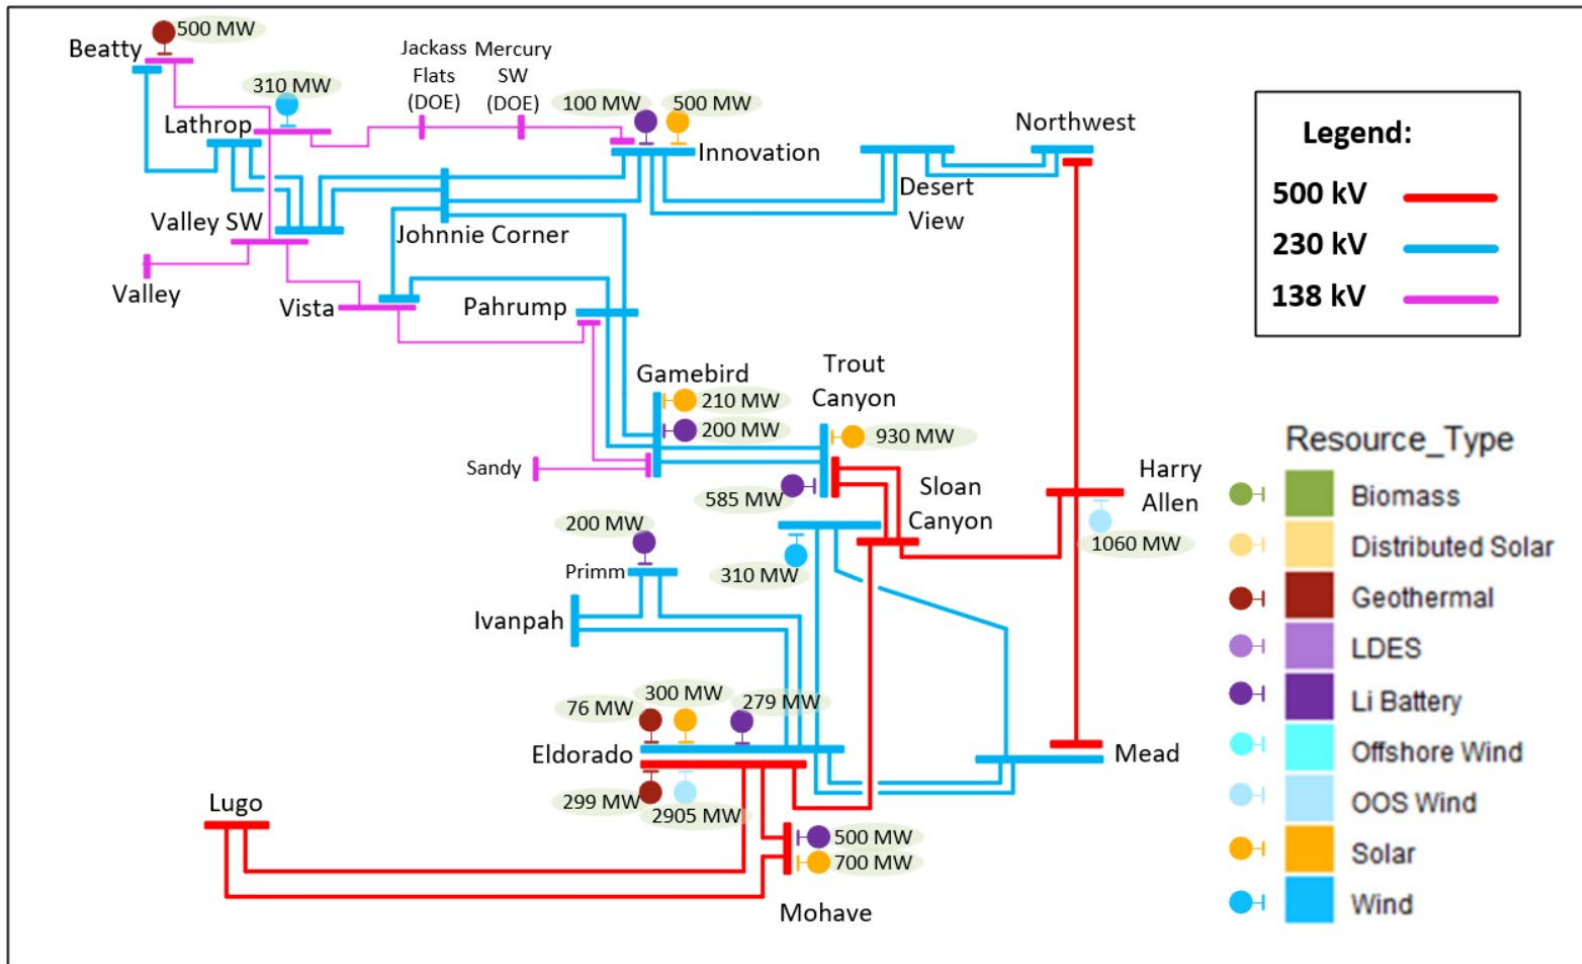 500 MW
Beatty
Jackass
Flats
(DOE)
Mercury
SW
(DOE)
310 MW
100 MW
500 MW
Lathrop
Innovation
Northwest
Desert
View
Valley SW
Johnnie Corner
Valley
Vista
Pahrump
Gamebird
210 MW
200 MW
Trout
Canyon
930 MW
Sandy
585 MW
Sloan
Canyon
Harry
Allen
1060 MW
200 MW
Primm
310 MW
Ivanpah
76 MW
300 MW
279 MW
Eldorado
Mead
299 MW
2905 MW
Lugo
500 MW
700 MW
Mohave
Legend:
500 kV
230 kV
138 kV
Resource_Type
Biomass
Distributed Solar
Geothermal
LDES
Li Battery
Offshore Wind
OOS Wind
Solar
Wind